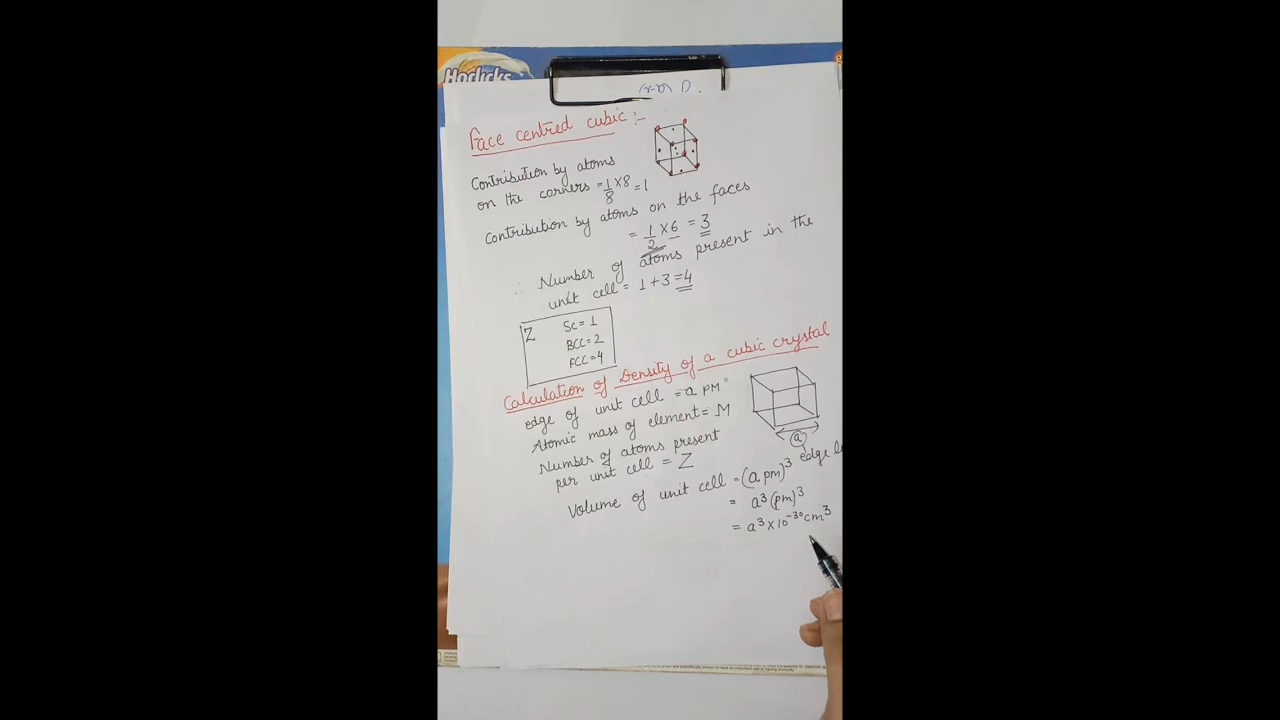 Horlicks
Face centred cubic :-
Contribution by atoms
on the corners = 1/8 × 8 = 1
Contribution by atoms on the faces
= 1/2 × 6 = 3
∴ Number of atoms present in the
unit cell = 1 + 3 = 4
Z
SC = 1
BCC = 2
FCC = 4
Calculation of Density of a cubic crystal
edge of unit cell = a pm
Atomic mass of element = M
Number of atoms present
per unit cell = Z
a
edge
Volume of unit cell = (a pm)³
= a³ (pm)³
= a³ × 10⁻³⁰ cm³